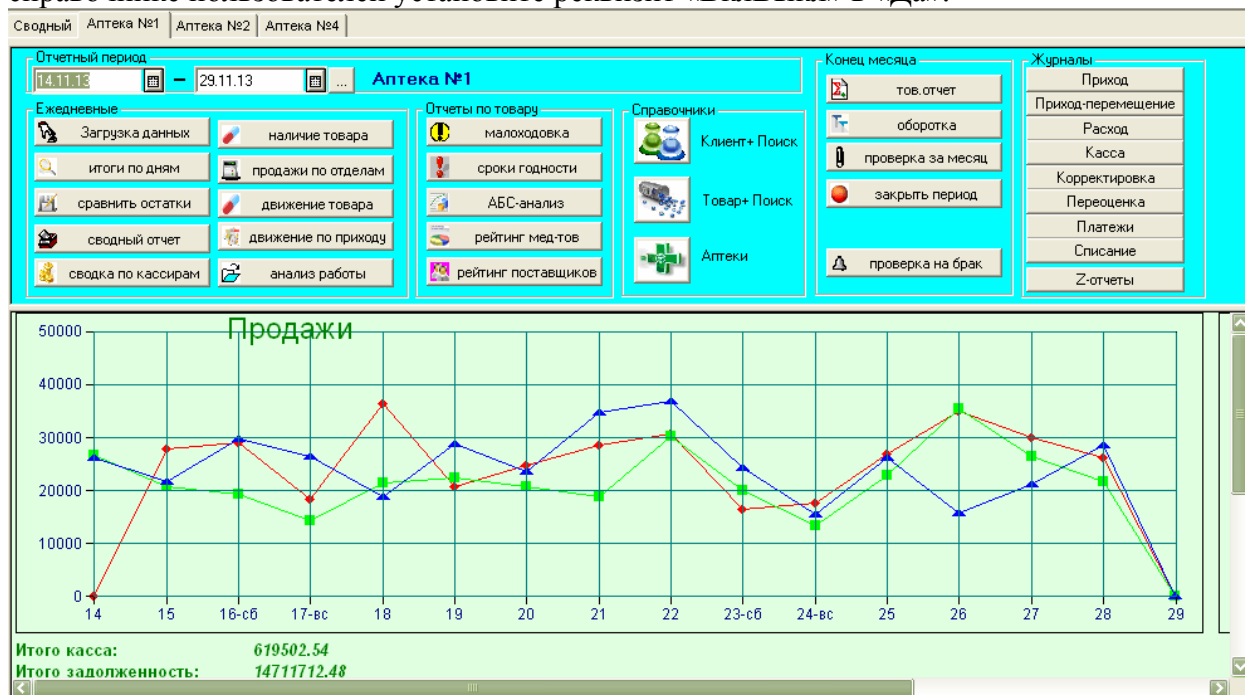 справочнике пользователей установите реквизит «ВклВыкл» в «Да».
Сводный Аптека №1 Аптека №2 Аптека №4
Отчетный период
14.11.13 – 29.11.13 ... Аптека №1
Ежедневные
Загрузка данных
итоги по дням
сравнить остатки
сводный отчет
сводка по кассирам
наличие товара
продажи по отделам
движение товара
движение по приходу
анализ работы
Отчеты по товару
малоходовка
сроки годности
АБС-анализ
рейтинг мед-тов
рейтинг поставщиков
Справочники
Клиент+ Поиск
Товар+ Поиск
Аптеки
Конец месяца
тов.отчет
оборотка
проверка за месяц
закрыть период
проверка на брак
Журналы
Приход
Приход-перемещение
Расход
Касса
Корректировка
Переоценка
Платежи
Списание
Z-отчеты
Продажи
50000
40000
30000
20000
10000
0
14 15 16-сб 17-вс 18 19 20 21 22 23-сб 24-вс 25 26 27 28 29
Итого касса: 619502.54
Итого задолженность: 14711712.48